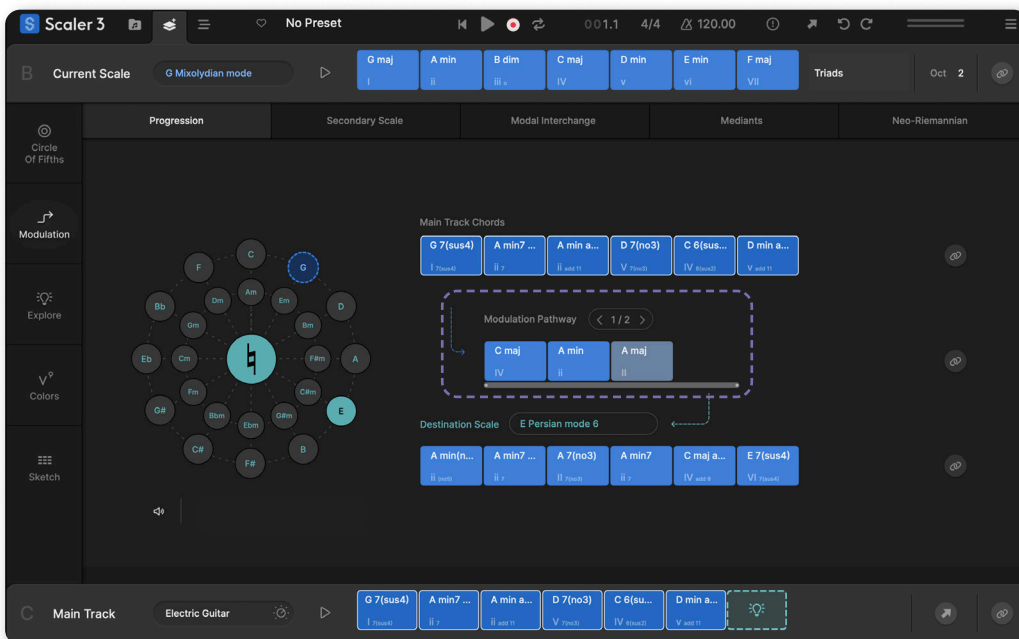 Scaler 3
No Preset
001.1 4/4 120.00
B Current Scale G Mixolydian mode
G maj A min B dim C maj D min E min F maj
I ii iii o IV v vi VII
Triads Oct 2
Progression Secondary Scale Modal Interchange Mediants Neo-Riemannian
Circle
Of Fifths
Modulation
Explore
Colors
Sketch
C
F G
Am
Dm Em
Bb D
Gm Bm
Eb Cm F#m A
Fm C#m
G# E
Bbm G#m
Ebm
C# B
F#
Main Track Chords
G 7(sus4) A min7 ... A min a... D 7(no3) C 6(sus... D min a...
I 7(sus4) ii 7 ii add 11 V 7(no3) IV 6(sus2) v add 11
Modulation Pathway < 1 / 2 >
C maj A min A maj
IV ii II
Destination Scale E Persian mode 6
A min(n... A min7 ... A 7(no3) A min7 C maj a... E 7(sus4)
ii (no5) ii 7 II 7(no3) ii 7 IV add 9 VI 7(sus4)
C Main Track Electric Guitar
G 7(sus4) A min7 ... A min a... D 7(no3) C 6(su... D min a...
I 7(sus4) ii 7 ii add 11 V 7(no3) IV 6(sus2) v add 11